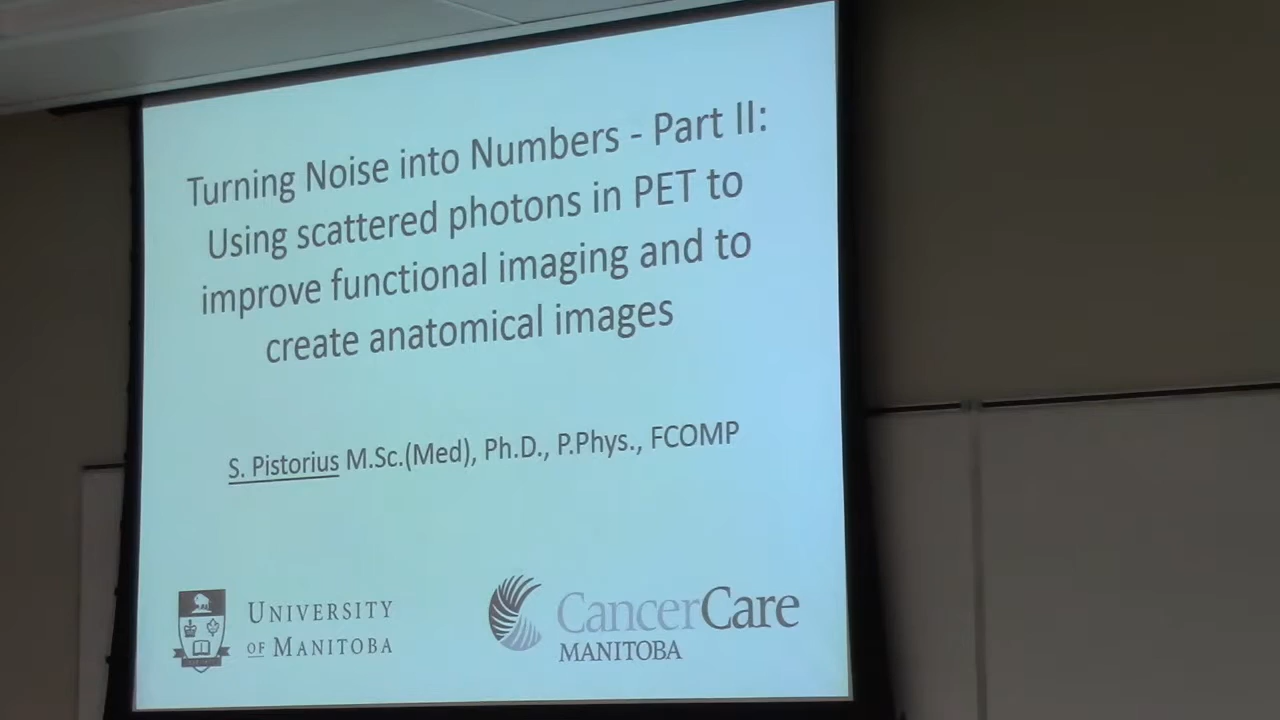 Turning Noise into Numbers - Part II:
Using scattered photons in PET to
improve functional imaging and to
create anatomical images
S. Pistorius M.Sc.(Med), Ph.D., P.Phys., FCOMP
UNIVERSITY
OF MANITOBA
CancerCare
MANITOBA